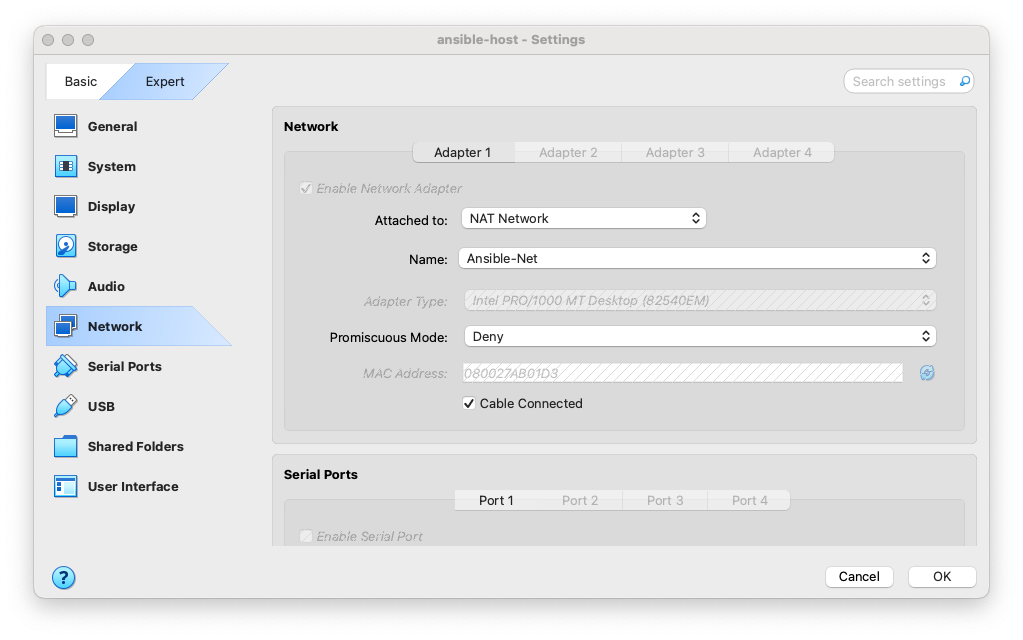 ansible-host - Settings
Basic
Expert
Search settings
General
System
Display
Storage
Audio
Network
Serial Ports
USB
Shared Folders
User Interface
Network
Adapter 1
Adapter 2
Adapter 3
Adapter 4
Enable Network Adapter
Attached to: NAT Network
Name: Ansible-Net
Adapter Type: Intel PRO/1000 MT Desktop (82540EM)
Promiscuous Mode: Deny
MAC Address: 080027AB01D3
Cable Connected
Serial Ports
Port 1
Port 2
Port 3
Port 4
Enable Serial Port
?
Cancel
OK